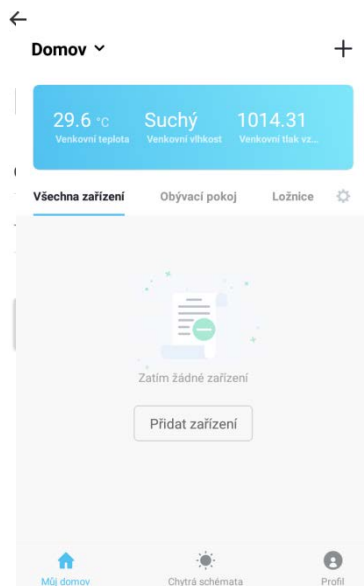 Domov
29.6 °C Suchý 1014.31
Venkovní teplota Venkovní vlhkost Venkovní tlak vz...
Všechna zařízení Obývací pokoj Ložnice
Zatím žádné zařízení
Přidat zařízení
Můj domov Chytrá schémata Profil